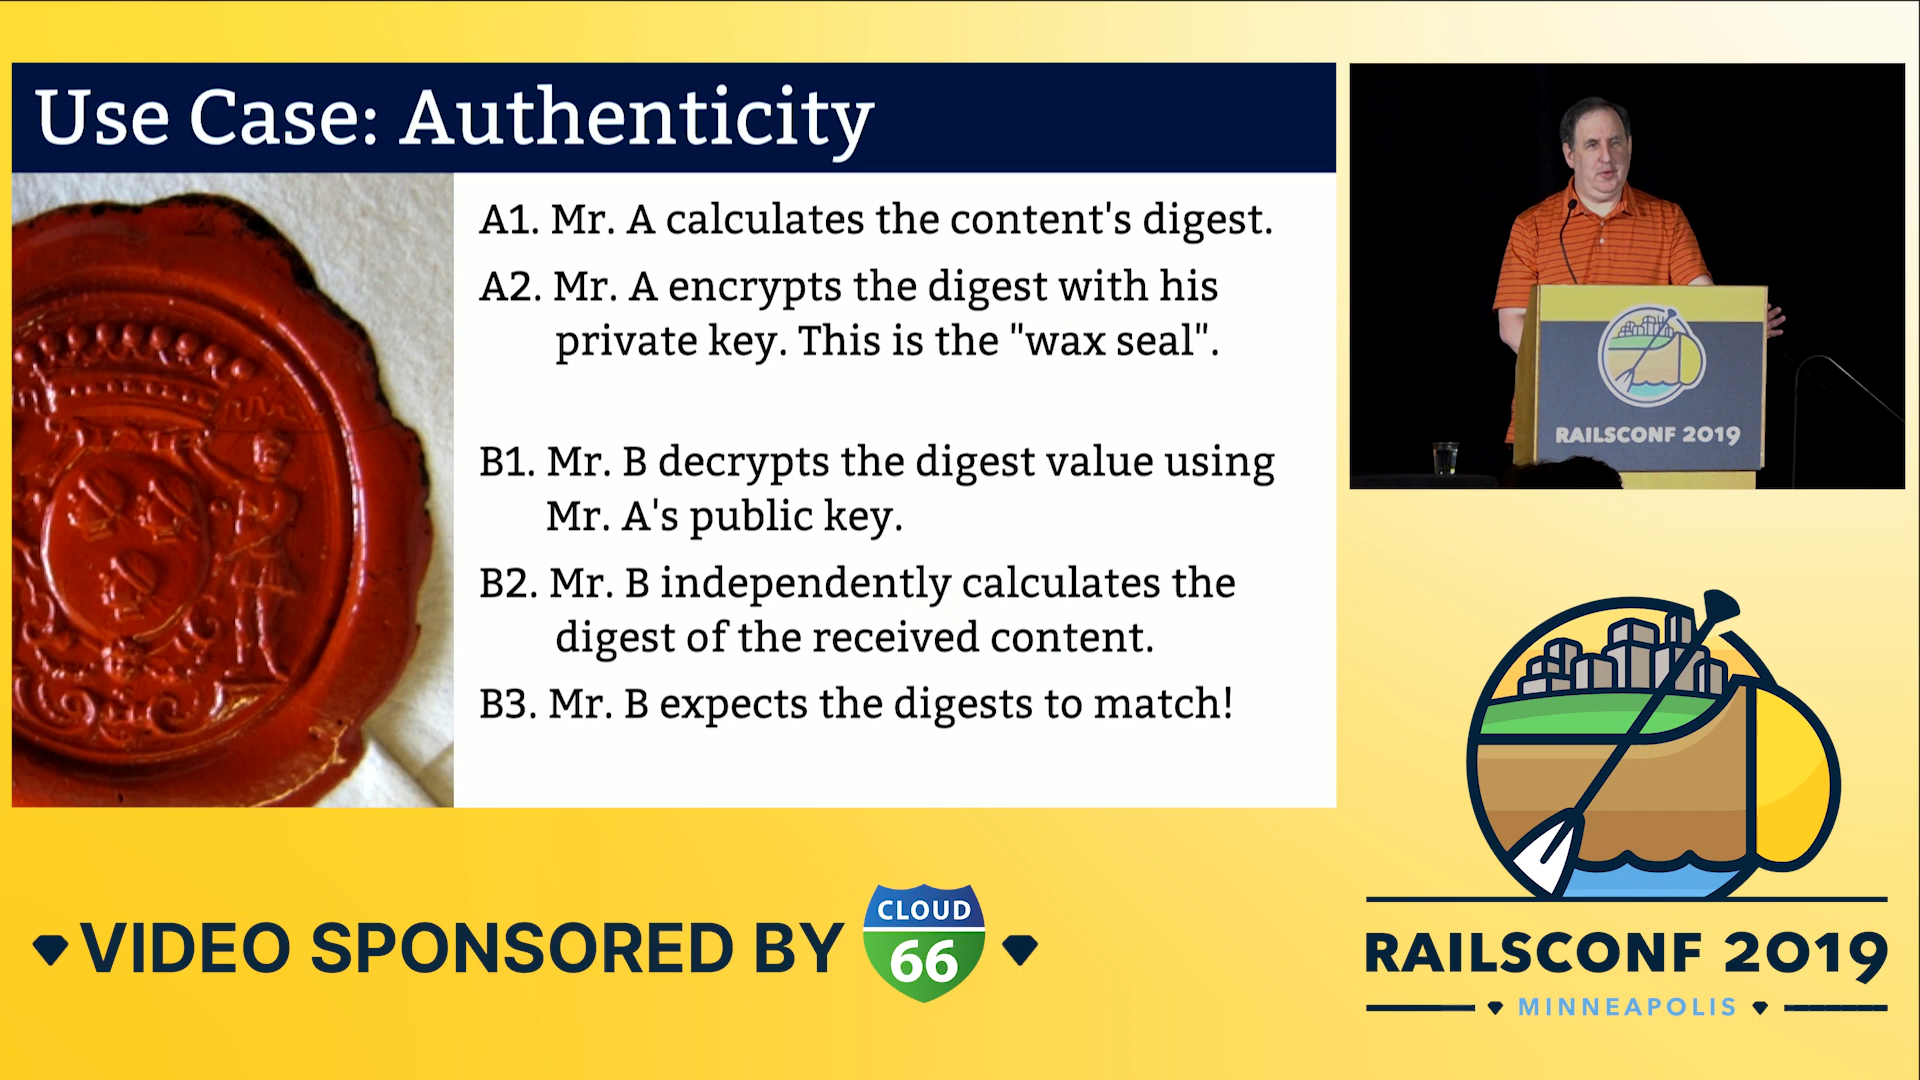 Use Case: Authenticity
A1. Mr. A calculates the content's digest.
A2. Mr. A encrypts the digest with his
private key. This is the "wax seal".
B1. Mr. B decrypts the digest value using
Mr. A's public key.
B2. Mr. B independently calculates the
digest of the received content.
B3. Mr. B expects the digests to match!
RAILSCONF 2019
VIDEO SPONSORED BY CLOUD 66
RAILSCONF 2019
MINNEAPOLIS